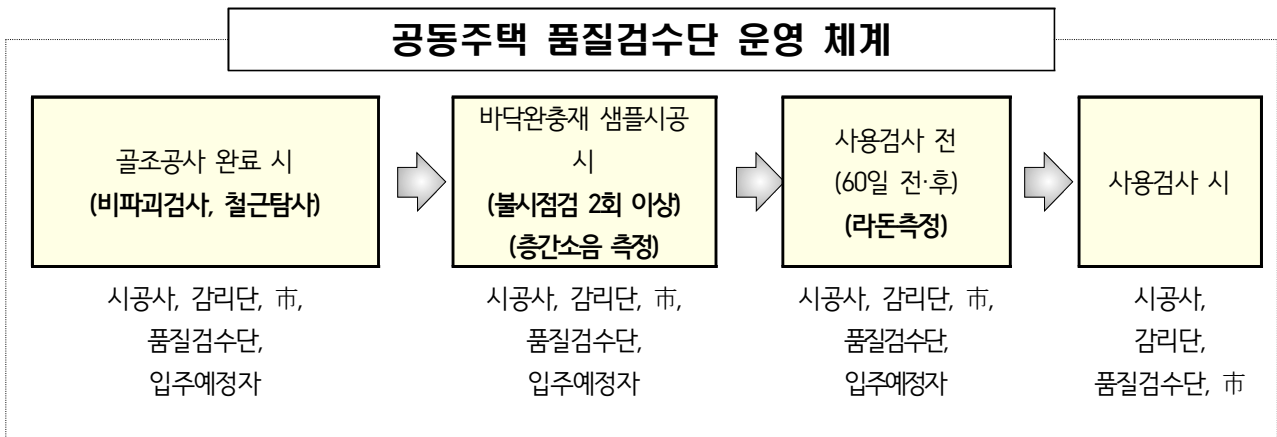 공동주택 품질검수단 운영 체계
골조공사 완료 시
(비파괴검사, 철근탐사)
바닥완충재 샘플시공
시
(불시점검 2회 이상)
(층간소음 측정)
사용검사 전
(60일 전·후)
(라돈측정)
사용검사 시
시공사, 감리단, 市,
품질검수단,
입주예정자
시공사, 감리단, 市,
품질검수단,
입주예정자
시공사, 감리단, 市,
품질검수단,
입주예정자
시공사,
감리단,
품질검수단, 市